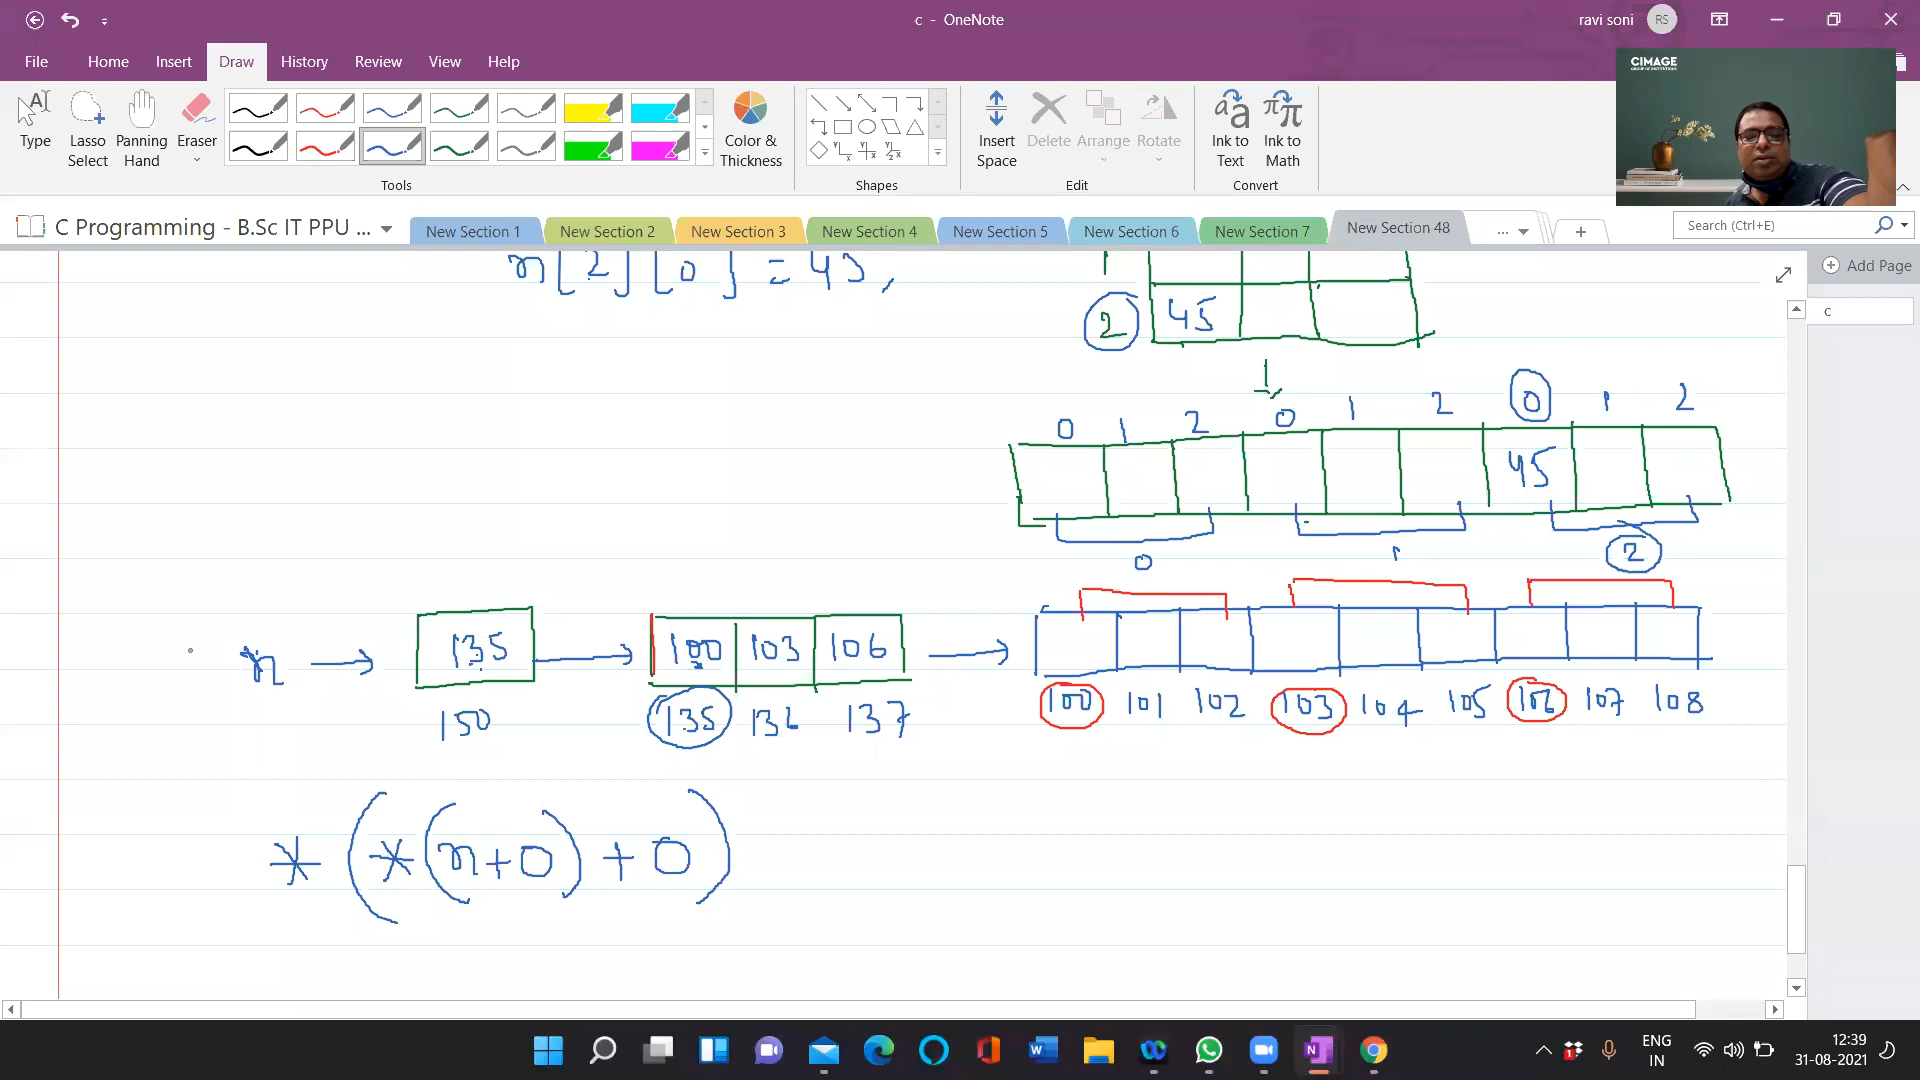 c - OneNote
ravi soni RS
File Home Insert Draw History Review View Help
CIMAGE
GROUP OF INSTITUTIONS
Type Lasso Select Panning Hand Eraser Color & Thickness Insert Space Delete Arrange Rotate Ink to Text Ink to Math
Tools Shapes Edit Convert
C Programming - B.Sc IT PPU ... New Section 1 New Section 2 New Section 3 New Section 4 New Section 5 New Section 6 New Section 7 New Section 48 ... Search (Ctrl+E)
Add Page
c
n[2][0] = 45,
1
2 45
0 1 2 0 1 2 0 1 2
45
0 1 2
n → 135 → 100 103 106 →
150 135 136 137 100 101 102 103 104 105 106 107 108
*(*(n+0)+0)
ENG 12:39
IN 31-08-2021